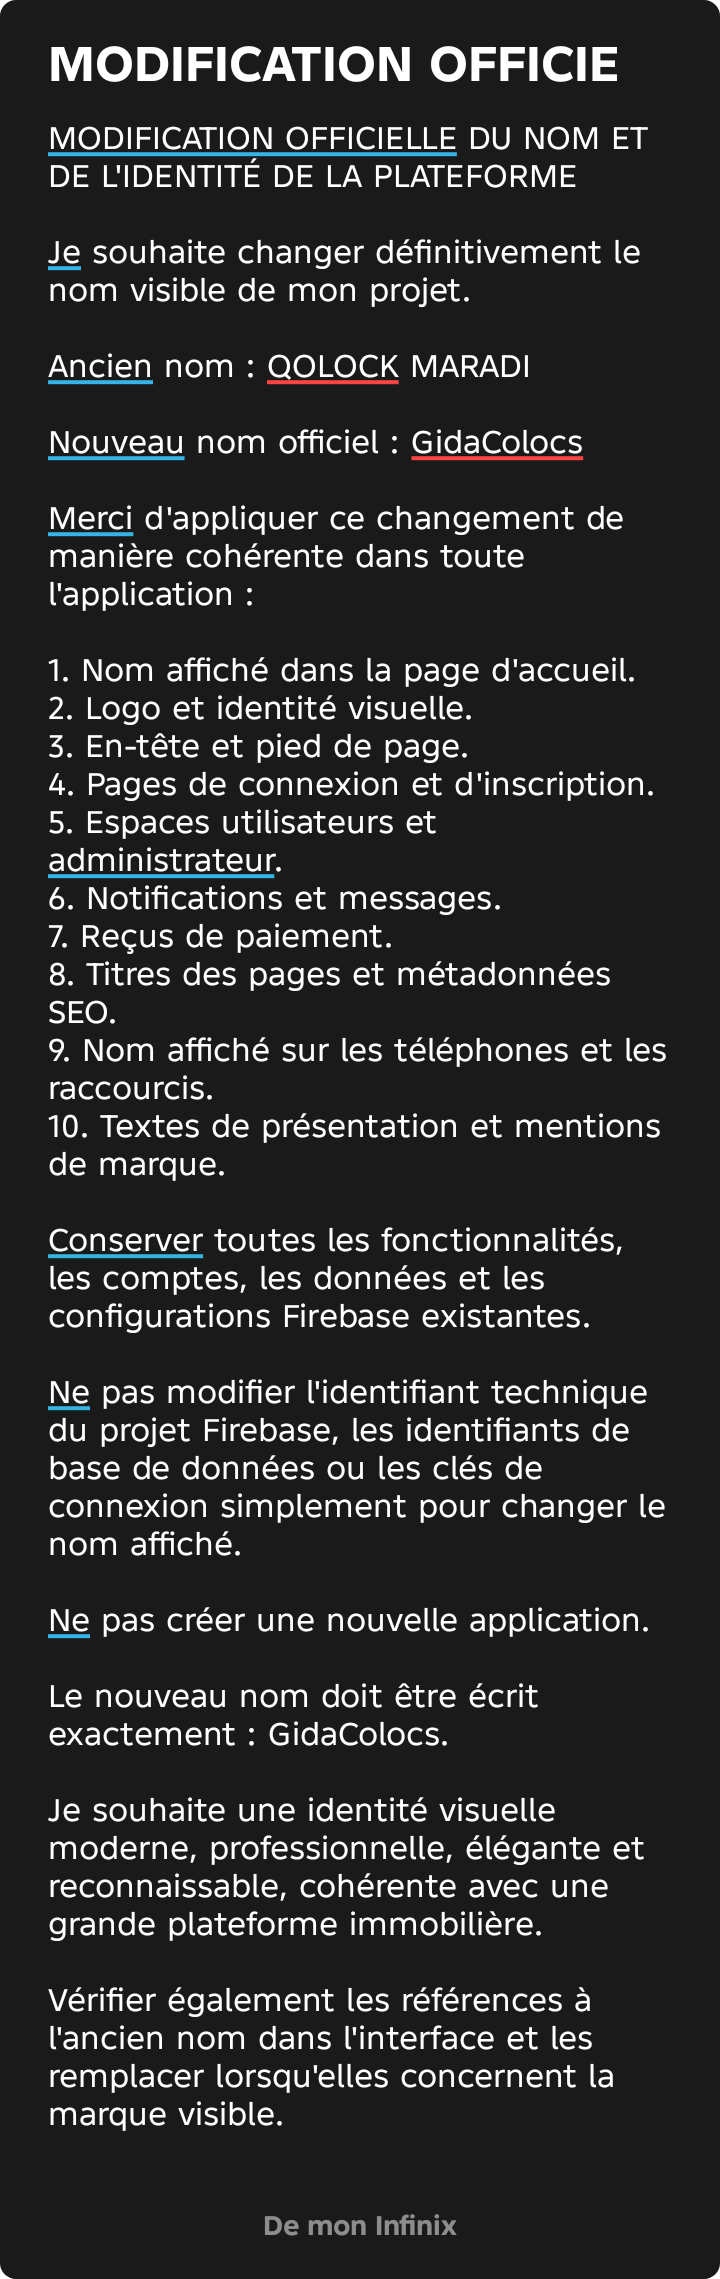 MODIFICATION OFFICIE
MODIFICATION OFFICIELLE DU NOM ET
DE L'IDENTITÉ DE LA PLATEFORME
Je souhaite changer définitivement le
nom visible de mon projet.
Ancien nom : QOLOCK MARADI
Nouveau nom officiel : GidaColocs
Merci d'appliquer ce changement de
manière cohérente dans toute
l'application :
1. Nom affiché dans la page d'accueil.
2. Logo et identité visuelle.
3. En-tête et pied de page.
4. Pages de connexion et d'inscription.
5. Espaces utilisateurs et
administrateur.
6. Notifications et messages.
7. Reçus de paiement.
8. Titres des pages et métadonnées
SEO.
9. Nom affiché sur les téléphones et les
raccourcis.
10. Textes de présentation et mentions
de marque.
Conserver toutes les fonctionnalités,
les comptes, les données et les
configurations Firebase existantes.
Ne pas modifier l'identifiant technique
du projet Firebase, les identifiants de
base de données ou les clés de
connexion simplement pour changer le
nom affiché.
Ne pas créer une nouvelle application.
Le nouveau nom doit être écrit
exactement : GidaColocs.
Je souhaite une identité visuelle
moderne, professionnelle, élégante et
reconnaissable, cohérente avec une
grande plateforme immobilière.
Vérifier également les références à
l'ancien nom dans l'interface et les
remplacer lorsqu'elles concernent la
marque visible.
De mon Infinix